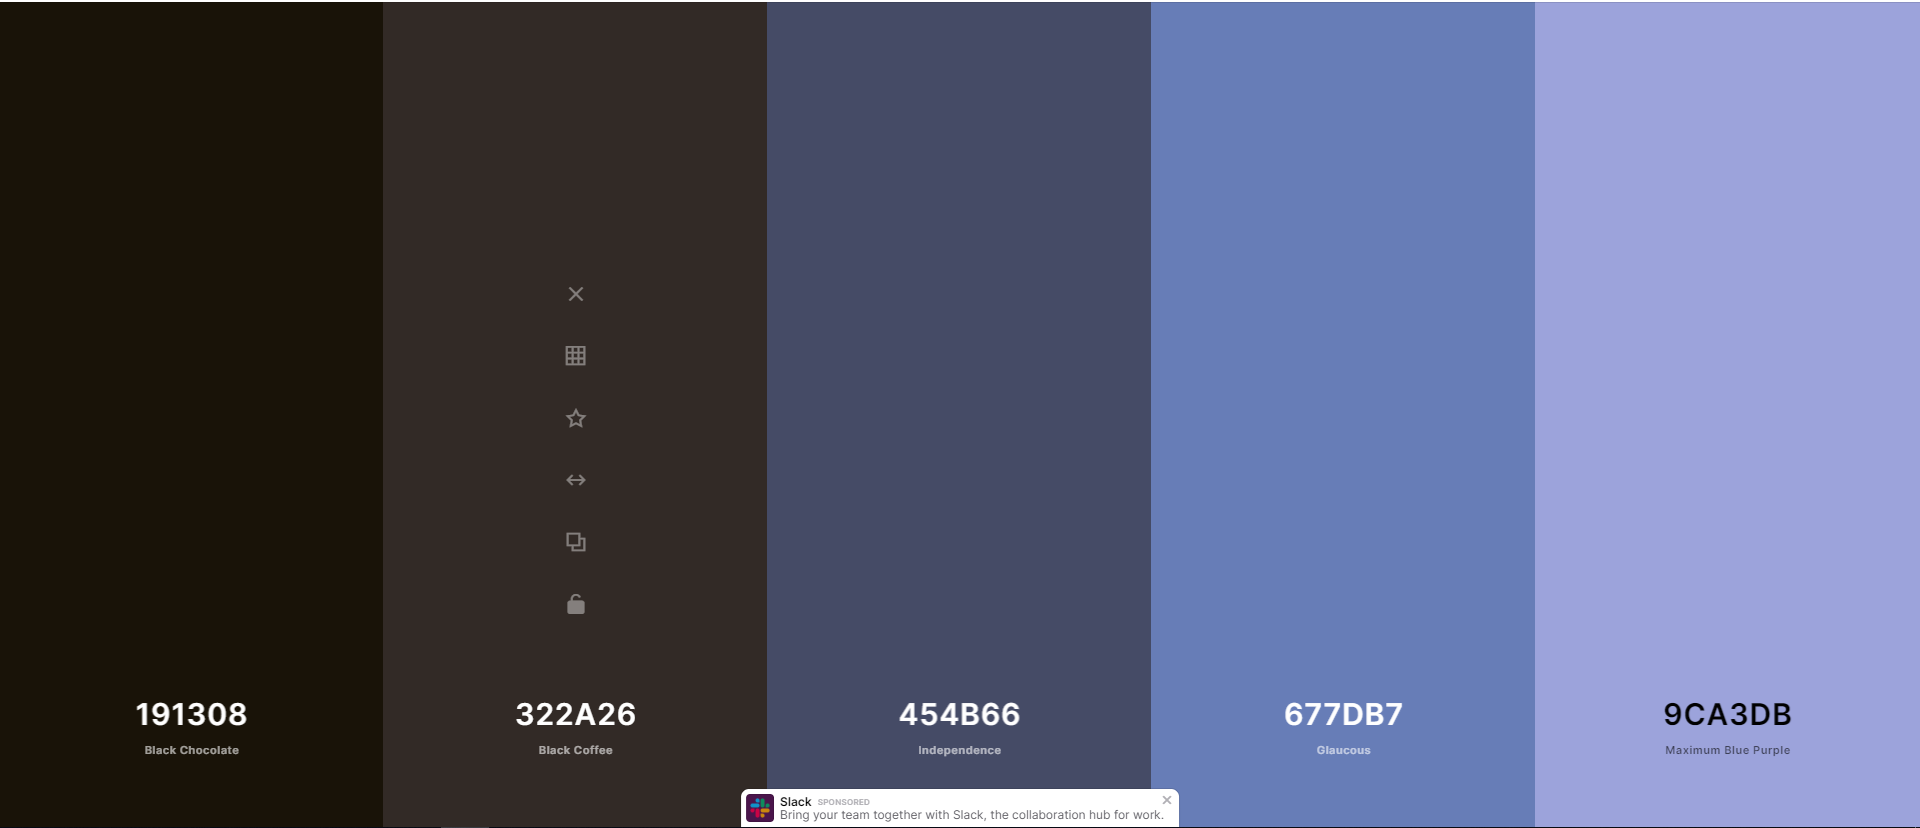 191308
Black Chocolate
322A26
Black Coffee
454B66
Independence
677DB7
Glaucous
9CA3DB
Maximum Blue Purple
Slack SPONSORED
Bring your team together with Slack, the collaboration hub for work.